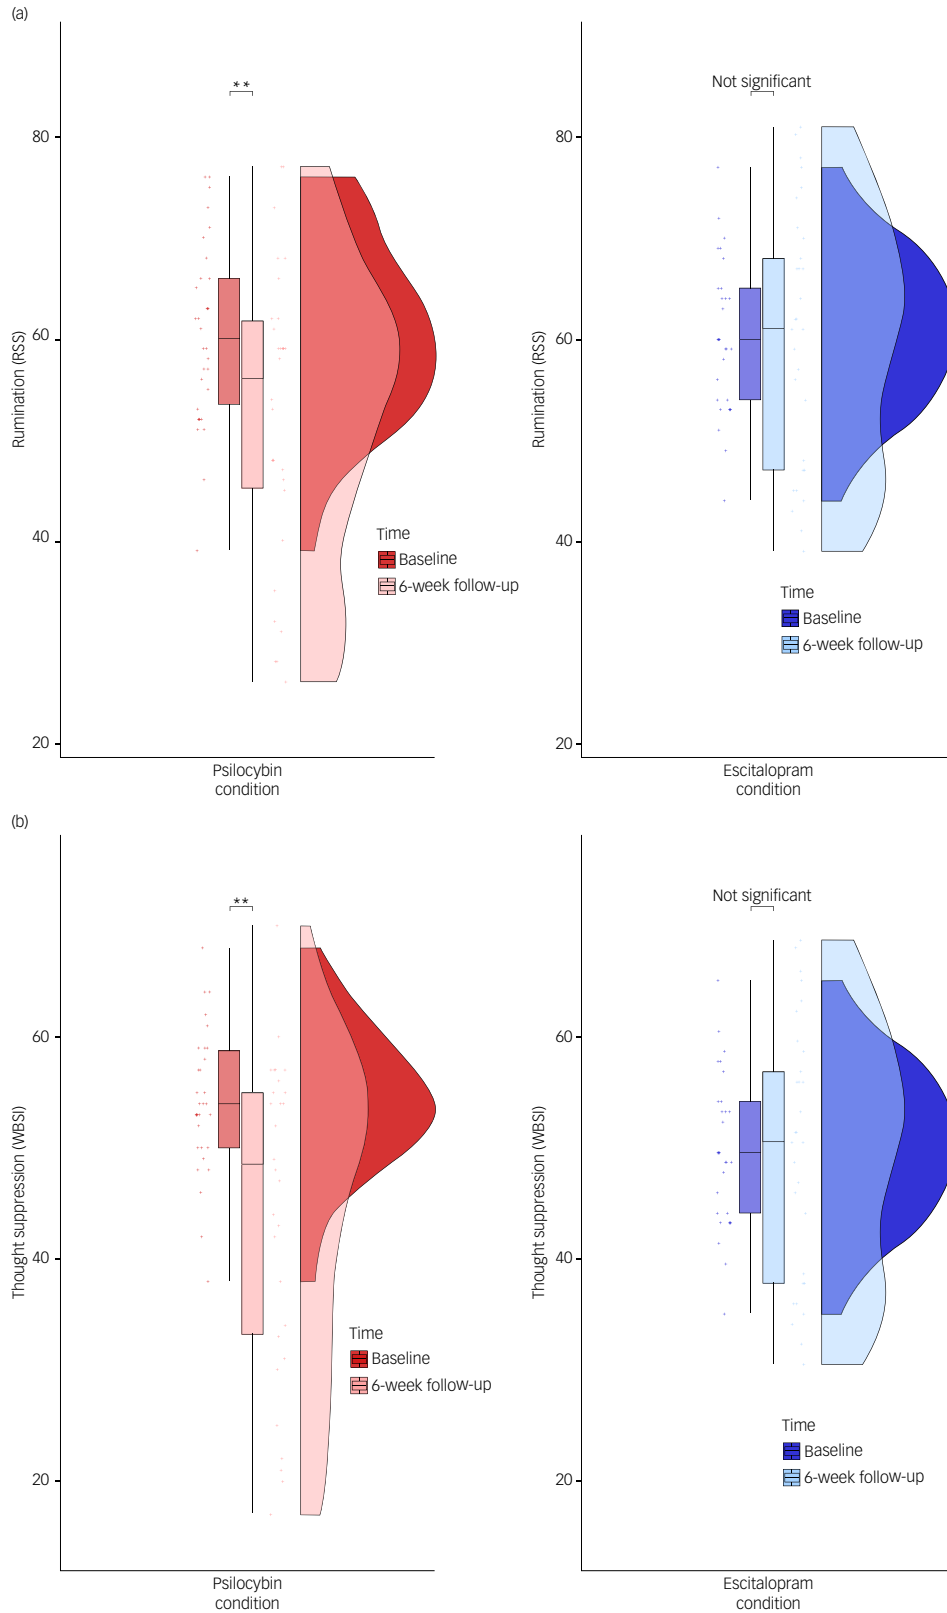 (a)
**
Not significant
80
60
40
20
Rumination (RSS)
Time
Baseline
6-week follow-up
Psilocybin
condition
80
60
40
20
Rumination (RSS)
Time
Baseline
6-week follow-up
Escitalopram
condition
(b)
**
Not significant
60
40
20
Thought suppression (WBSI)
Time
Baseline
6-week follow-up
Psilocybin
condition
60
40
20
Thought suppression (WBSI)
Time
Baseline
6-week follow-up
Escitalopram
condition